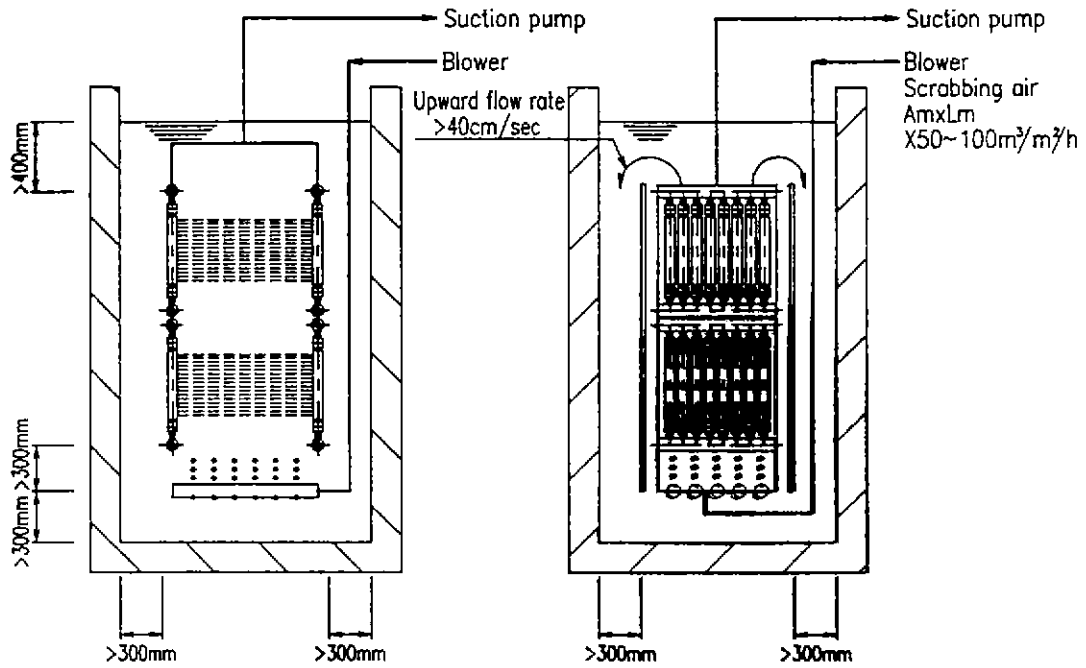 Suction pump
Blower
Upward flow rate
>40cm/sec
>400mm
>300mm
>300mm
>300mm
>300mm
Suction pump
Blower
Scrabbing air
AmxLm
X50~100m³/m²/h
>300mm
>300mm